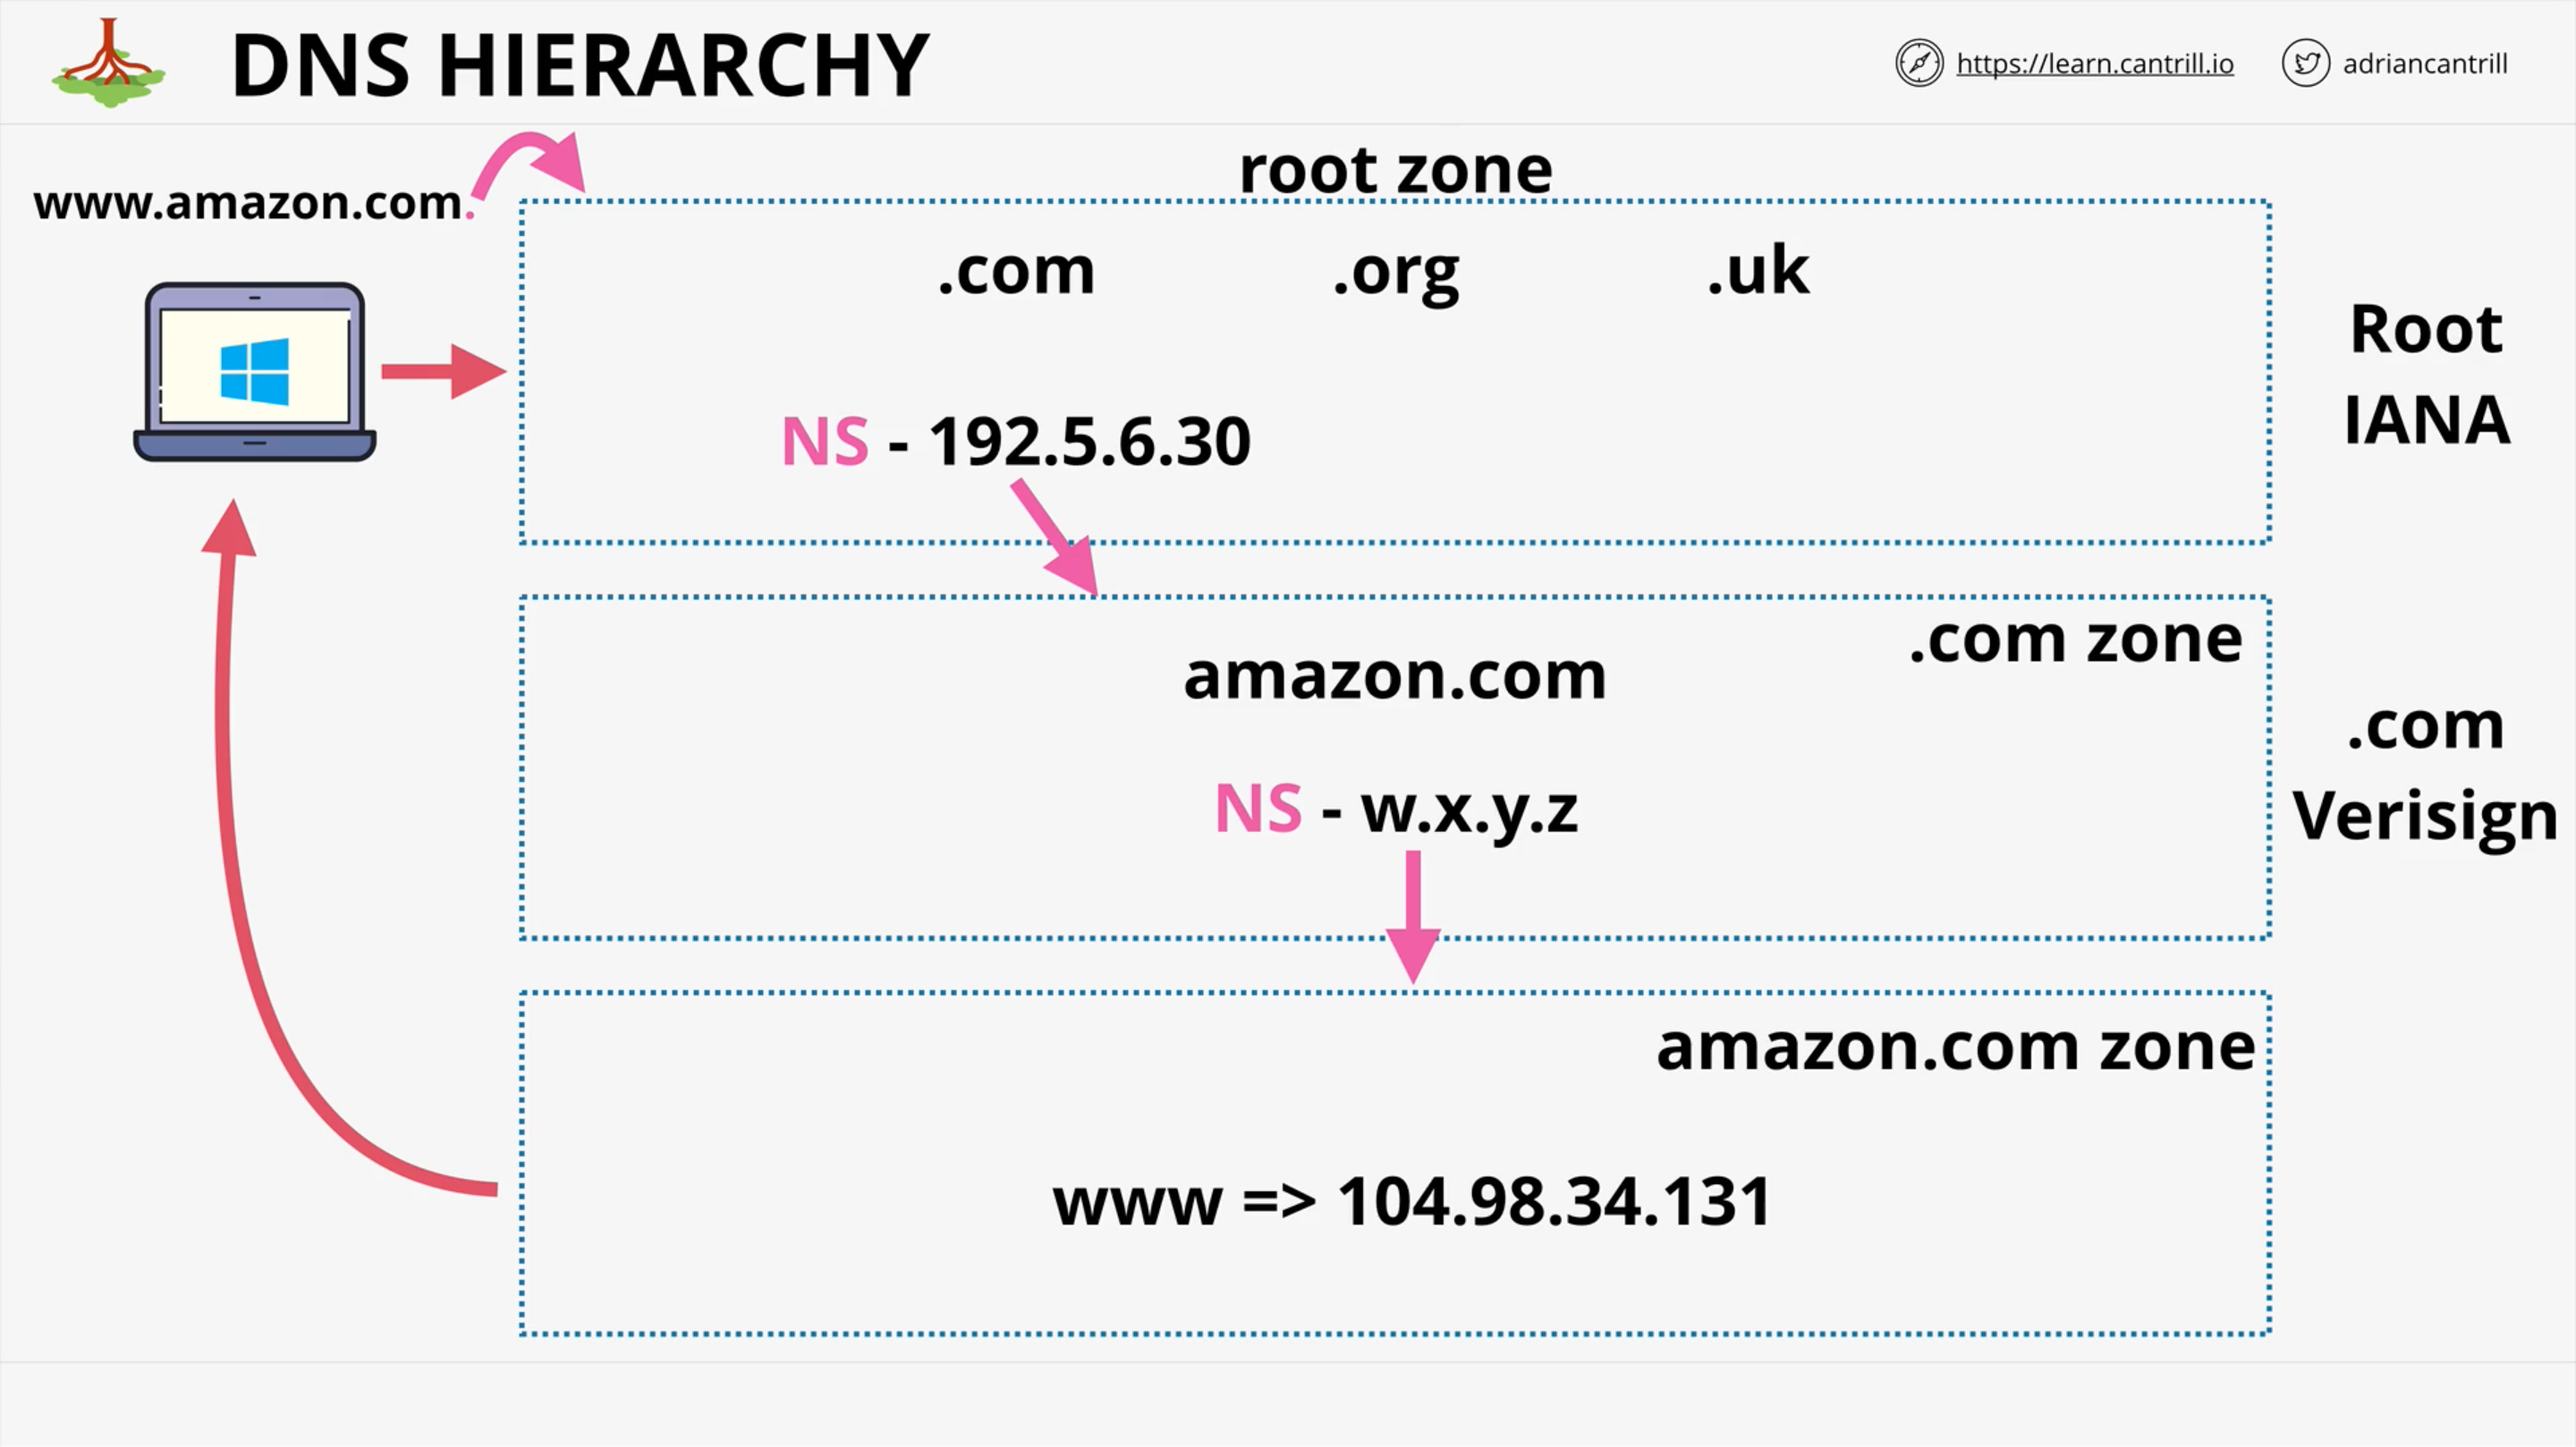 DNS HIERARCHY
https://learn.cantrill.io
adriancantrill
www.amazon.com.
root zone
.com .org .uk
NS - 192.5.6.30
Root
IANA
.com zone
amazon.com
NS - w.x.y.z
.com
Verisign
amazon.com zone
www => 104.98.34.131